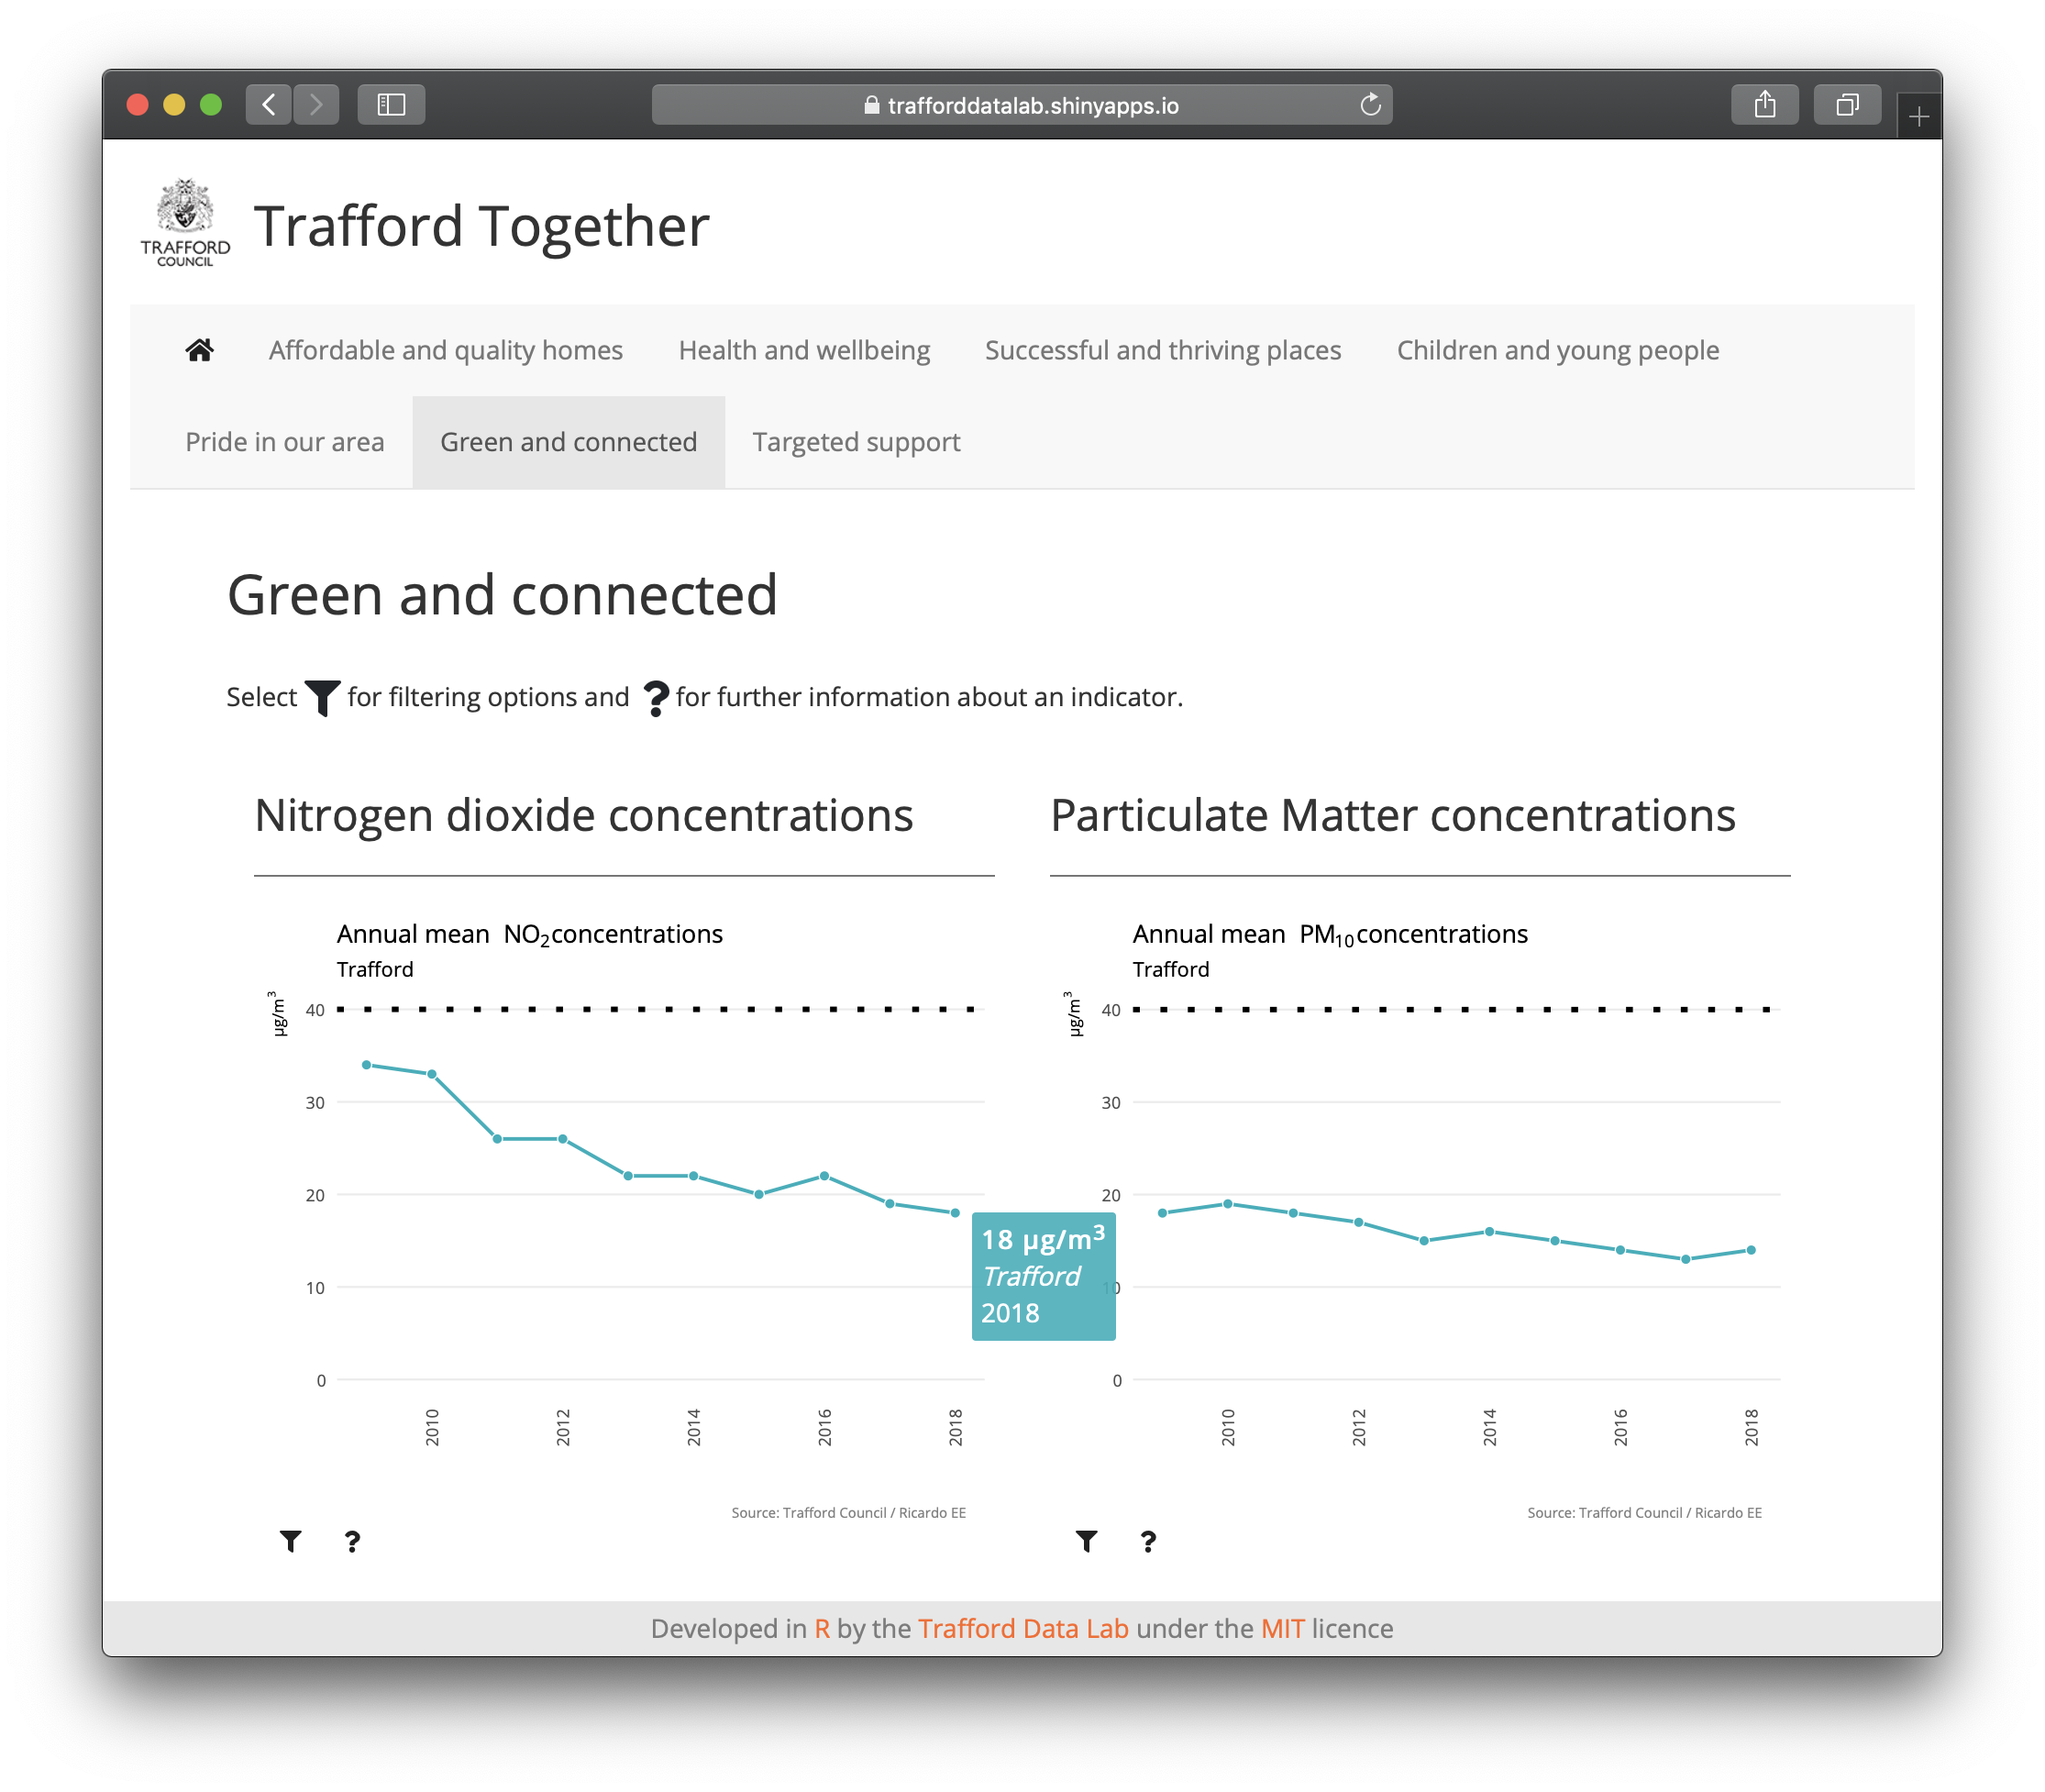 trafforddatalab.shinyapps.io
TRAFFORD
COUNCIL
Trafford Together
Affordable and quality homes Health and wellbeing Successful and thriving places Children and young people
Pride in our area Green and connected Targeted support
Green and connected
Select for filtering options and ? for further information about an indicator.
Nitrogen dioxide concentrations
Annual mean NO₂concentrations
Trafford
µg/m³
40
30
20
10
0
2010 2012 2014 2016 2018
18 µg/m³
Trafford
2018
Source: Trafford Council / Ricardo EE
?
Particulate Matter concentrations
Annual mean PM₁₀concentrations
Trafford
µg/m³
40
30
20
10
0
2010 2012 2014 2016 2018
Source: Trafford Council / Ricardo EE
?
Developed in R by the Trafford Data Lab under the MIT licence